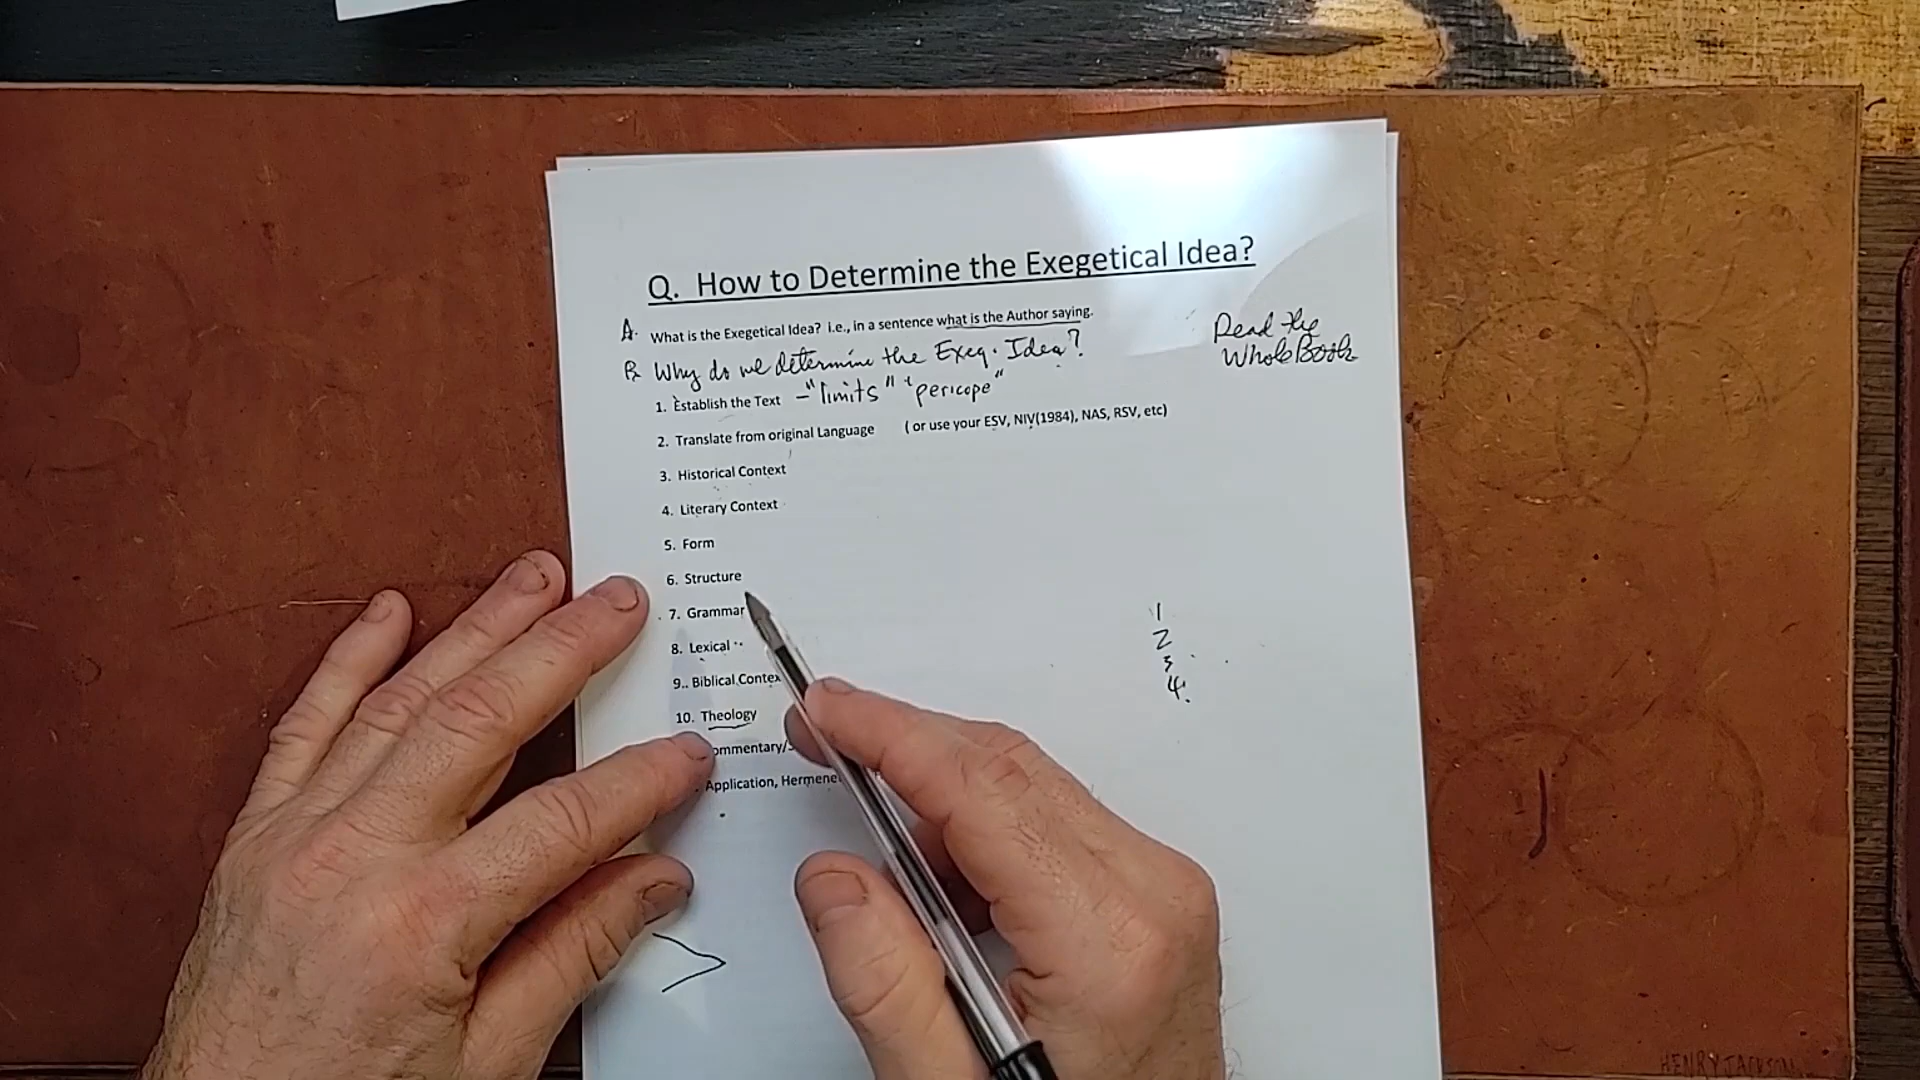 Q. How to Determine the Exegetical Idea?
A. What is the Exegetical Idea? i.e., in a sentence what is the Author saying.
Read the
Whole Book
B. Why do we determine the Exeg. Idea?
1. Establish the Text - "limits" + "pericope"
2. Translate from original Language (or use your ESV, NIV(1984), NAS, RSV, etc)
3. Historical Context
4. Literary Context
5. Form
6. Structure
7. Grammar
8. Lexical
9.. Biblical Contex
10. Theology
ommentary/
Application, Hermene
1
2
3
4.
HENRY JACKSON